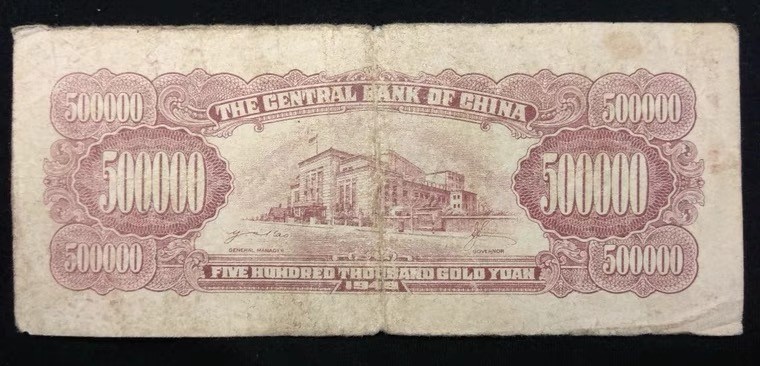 THE CENTRAL BANK OF CHINA
500000 500000
500000 500000
GENERAL MANAGER GOVERNOR
500000 500000
FIVE HUNDRED THOUSAND GOLD YUAN
1949